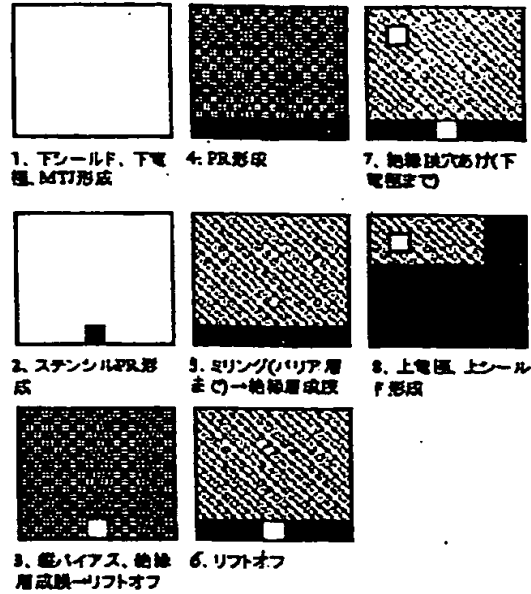 1、下シールド、下電
極、MTJ形成
2、ステンシルPR形
成
3、縦バイアス、絶縁
層成膜→リフトオフ
4、PR形成
5、ミリング(バリア層
まで)→絶縁層成膜
6、リフトオフ
7、絶縁膜穴あけ(下
電極まで)
8、上電極、上シール
ド形成